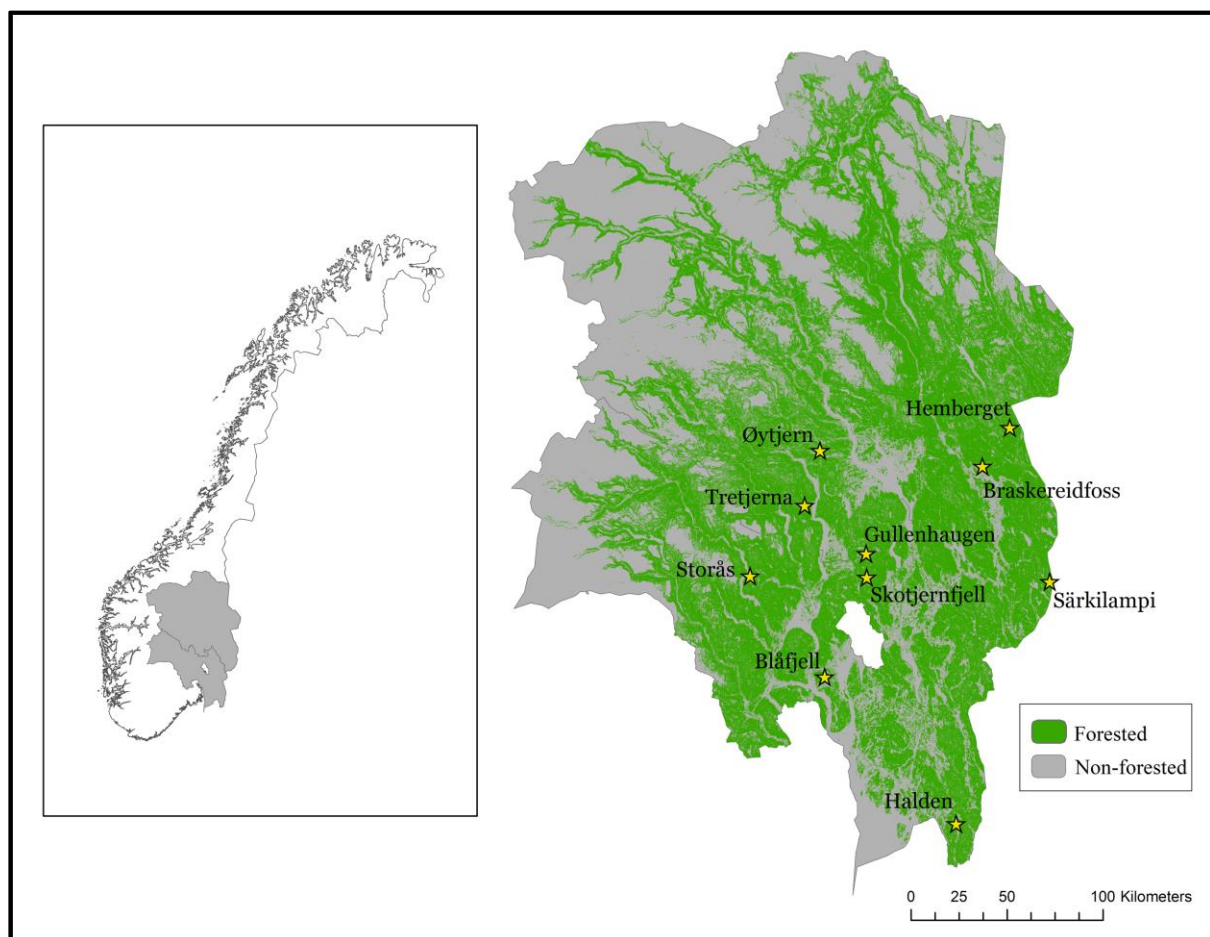 Hemberget
Øytjern
Braskereidfoss
Tretjerna
Gullenhaugen
Storås
Skotjernfjell
Särkilampi
Blåfjell
Forested
Non-forested
Halden
0 25 50 100 Kilometers